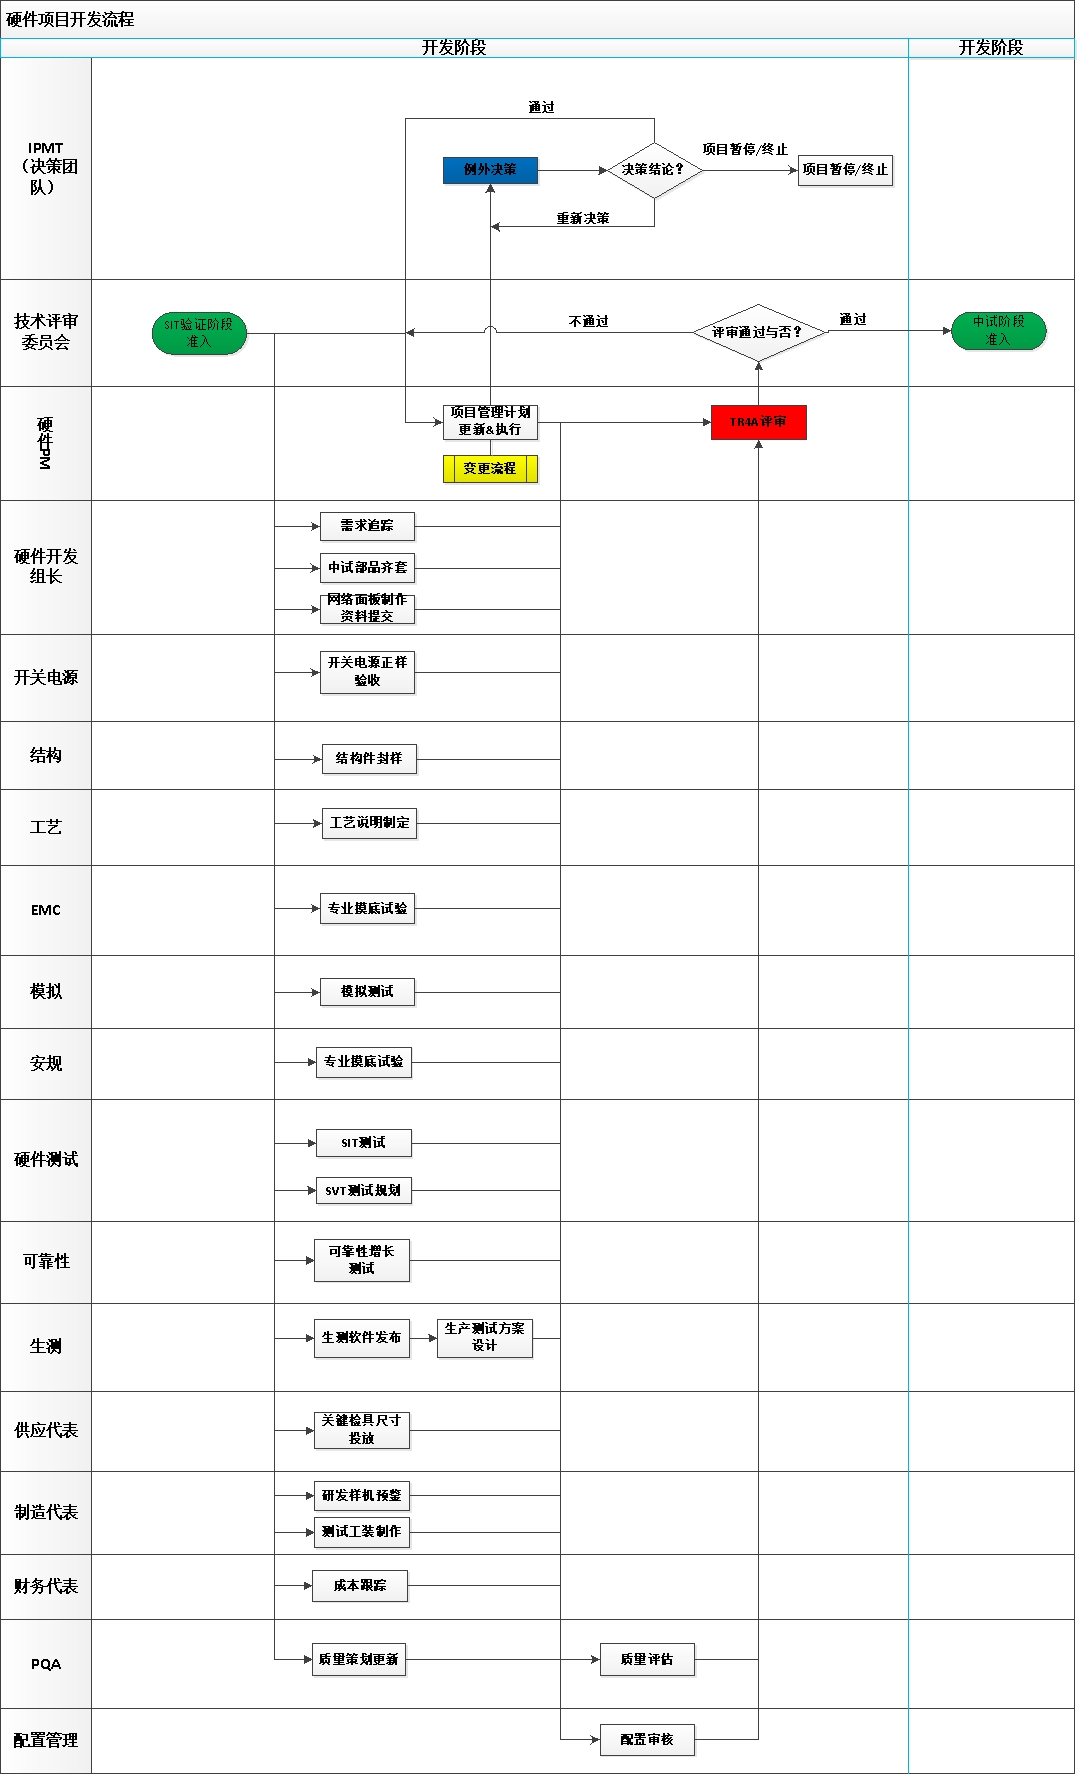 硬件项目开发流程
开发阶段
开发阶段
IPMT
（决策团
队）
通过
例外决策
决策结论？
项目暂停/终止
项目暂停/终止
重新决策
技术评审
委员会
SIT验证阶段
准入
不通过
评审通过与否？
通过
中试阶段
准入
硬件PM
项目管理计划
更新&执行
TR4A评审
变更流程
硬件开发
组长
需求追踪
中试部品齐套
网络面板制作
资料提交
开关电源
开关电源正样
验收
结构
结构件封样
工艺
工艺说明制定
EMC
专业摸底试验
模拟
模拟测试
安规
专业摸底试验
硬件测试
SIT测试
SVT测试规划
可靠性
可靠性增长
测试
生测
生测软件发布
生产测试方案
设计
供应代表
关键检具尺寸
投放
制造代表
研发样机预鉴
测试工装制作
财务代表
成本跟踪
PQA
质量策划更新
质量评估
配置管理
配置审核